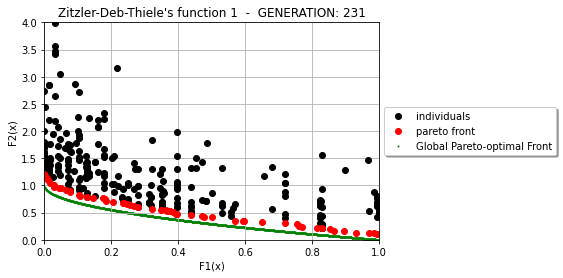 Zitzler-Deb-Thiele's function 1 - GENERATION: 231
4.0
3.5
3.0
2.5
2.0
1.5
1.0
0.5
0.0
F2(x)
0.0 0.2 0.4 0.6 0.8 1.0
F1(x)
individuals
pareto front
Global Pareto-optimal Front